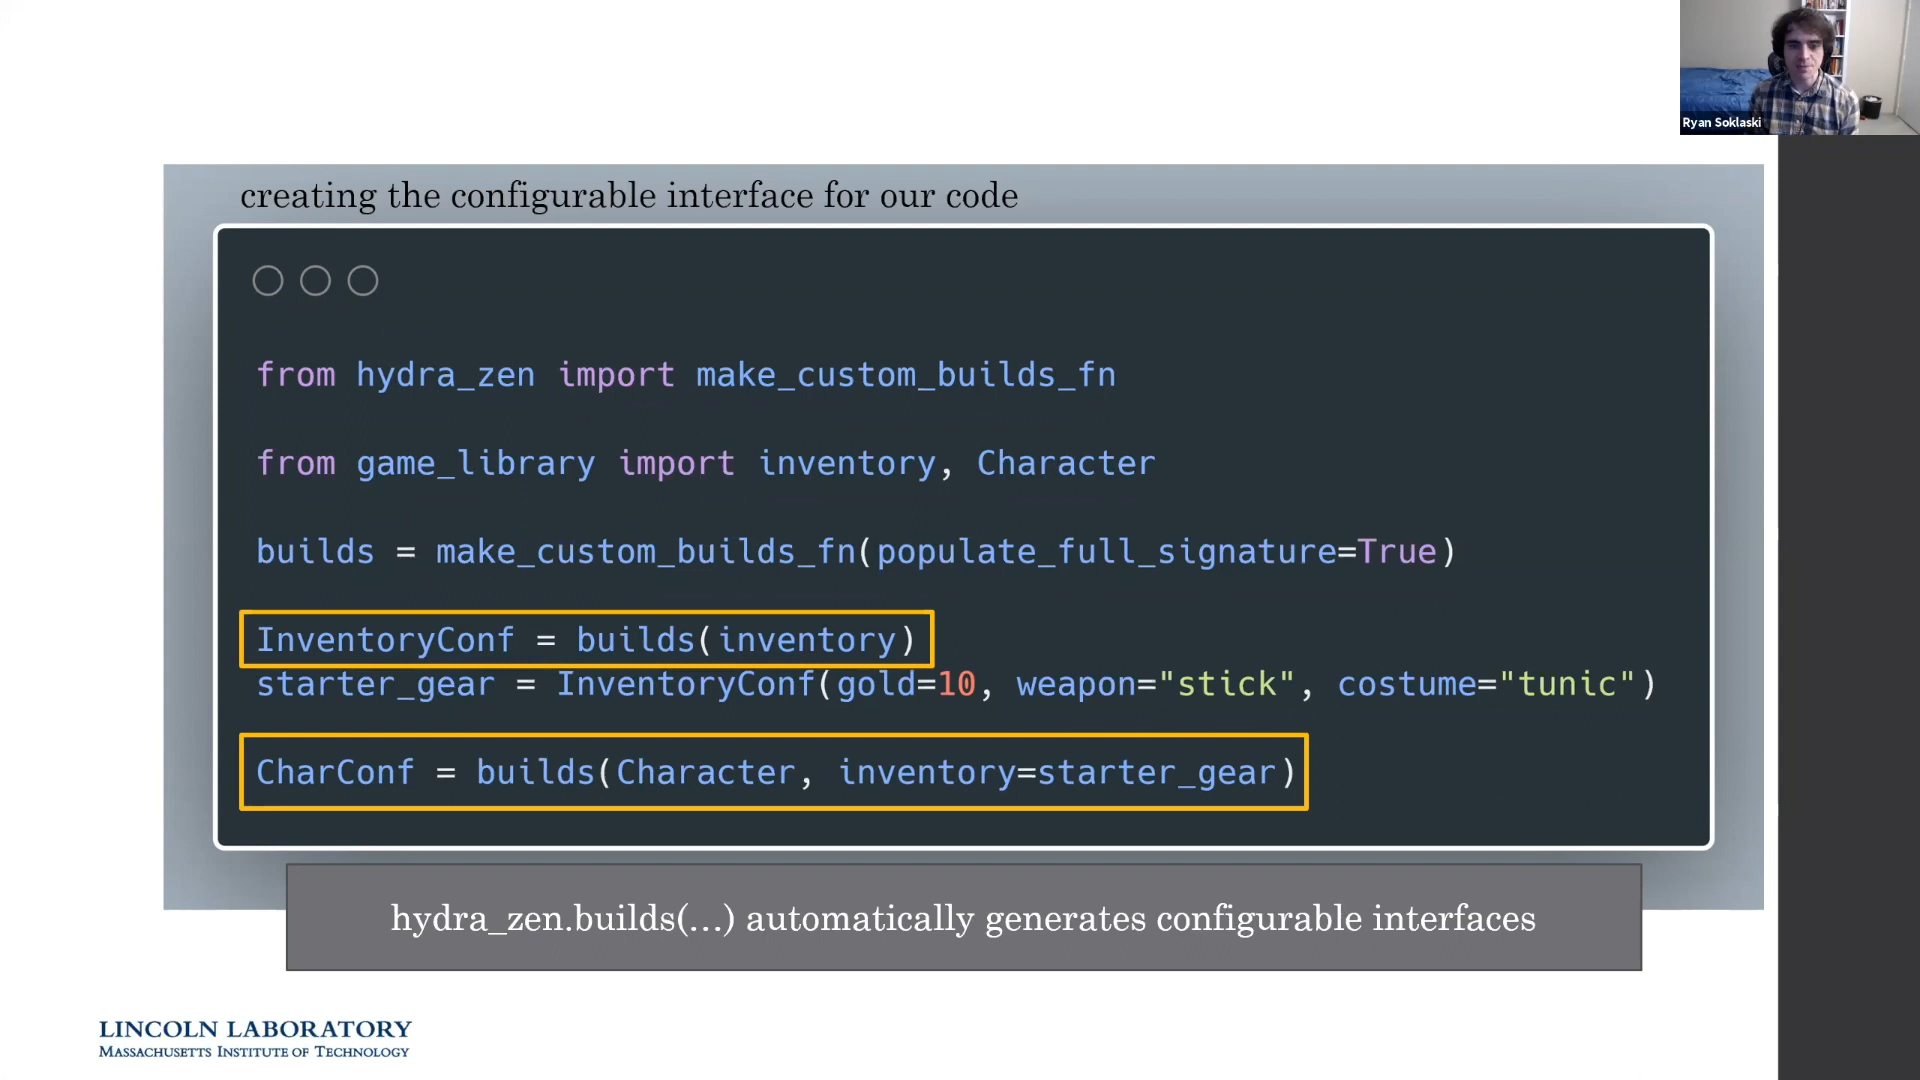 Ryan Soklaski
creating the configurable interface for our code
from hydra_zen import make_custom_builds_fn
from game_library import inventory, Character
builds = make_custom_builds_fn(populate_full_signature=True)
InventoryConf = builds(inventory)
starter_gear = InventoryConf(gold=10, weapon="stick", costume="tunic")
CharConf = builds(Character, inventory=starter_gear)
hydra_zen.builds(…) automatically generates configurable interfaces
LINCOLN LABORATORY
MASSACHUSETTS INSTITUTE OF TECHNOLOGY